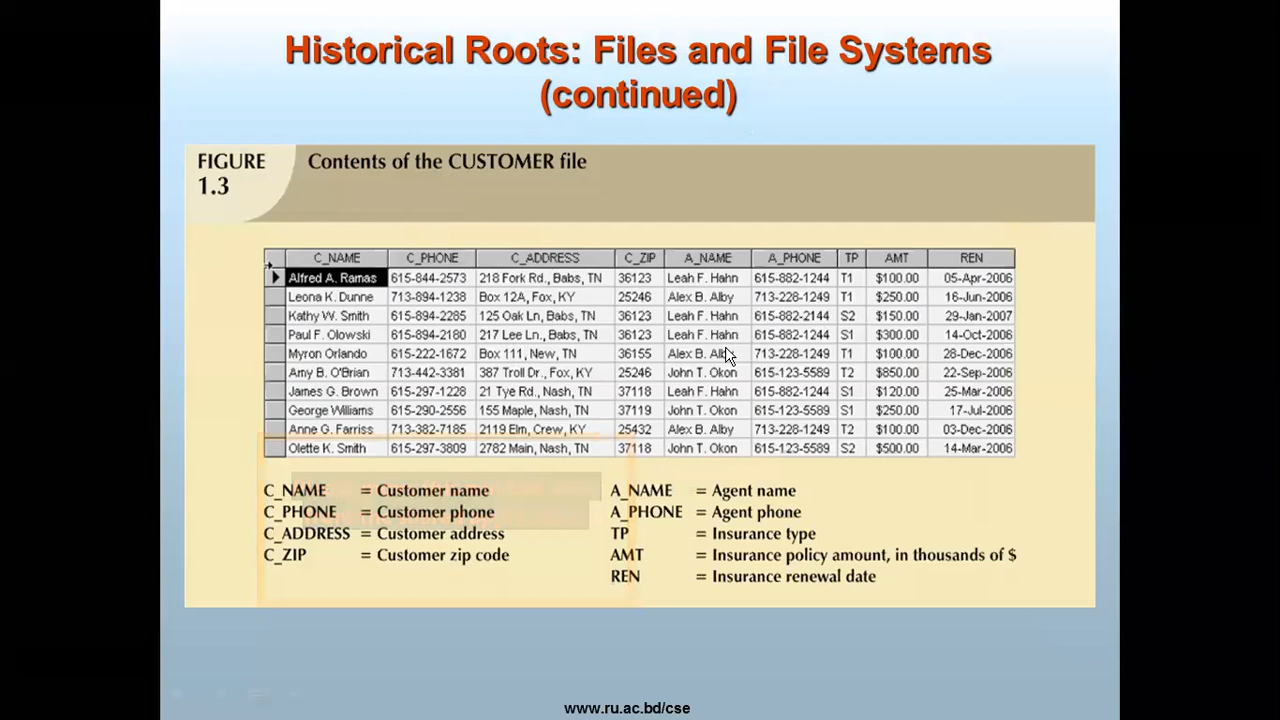 Historical Roots: Files and File Systems
(continued)
FIGURE
1.3
Contents of the CUSTOMER file
C_NAME C_PHONE C_ADDRESS C_ZIP A_NAME A_PHONE TP AMT REN
Alfred A. Ramas 615-844-2573 218 Fork Rd., Babs, TN 36123 Leah F. Hahn 615-882-1244 T1 $100.00 05-Apr-2006
Leona K. Dunne 713-894-1238 Box 12A, Fox, KY 25246 Alex B. Alby 713-228-1249 T1 $250.00 16-Jun-2006
Kathy W. Smith 615-894-2285 125 Oak Ln, Babs, TN 36123 Leah F. Hahn 615-882-2144 S2 $150.00 29-Jan-2007
Paul F. Olowski 615-894-2180 217 Lee Ln., Babs, TN 36123 Leah F. Hahn 615-882-1244 S1 $300.00 14-Oct-2006
Myron Orlando 615-222-1672 Box 111, New, TN 36155 Alex B. Alby 713-228-1249 T1 $100.00 28-Dec-2006
Amy B. O'Brian 713-442-3381 387 Troll Dr., Fox, KY 25246 John T. Okon 615-123-5589 T2 $850.00 22-Sep-2006
James G. Brown 615-297-1228 21 Tye Rd., Nash, TN 37118 Leah F. Hahn 615-882-1244 S1 $120.00 25-Mar-2006
George Williams 615-290-2556 155 Maple, Nash, TN 37119 John T. Okon 615-123-5589 S1 $250.00 17-Jul-2006
Anne G. Farriss 713-382-7185 2119 Elm, Crew, KY 25432 Alex B. Alby 713-228-1249 T2 $100.00 03-Dec-2006
Olette K. Smith 615-297-3809 2782 Main, Nash, TN 37118 John T. Okon 615-123-5589 S2 $500.00 14-Mar-2006
C_NAME = Customer name
C_PHONE = Customer phone
C_ADDRESS = Customer address
C_ZIP = Customer zip code
A_NAME = Agent name
A_PHONE = Agent phone
TP = Insurance type
AMT = Insurance policy amount, in thousands of $
REN = Insurance renewal date
www.ru.ac.bd/cse